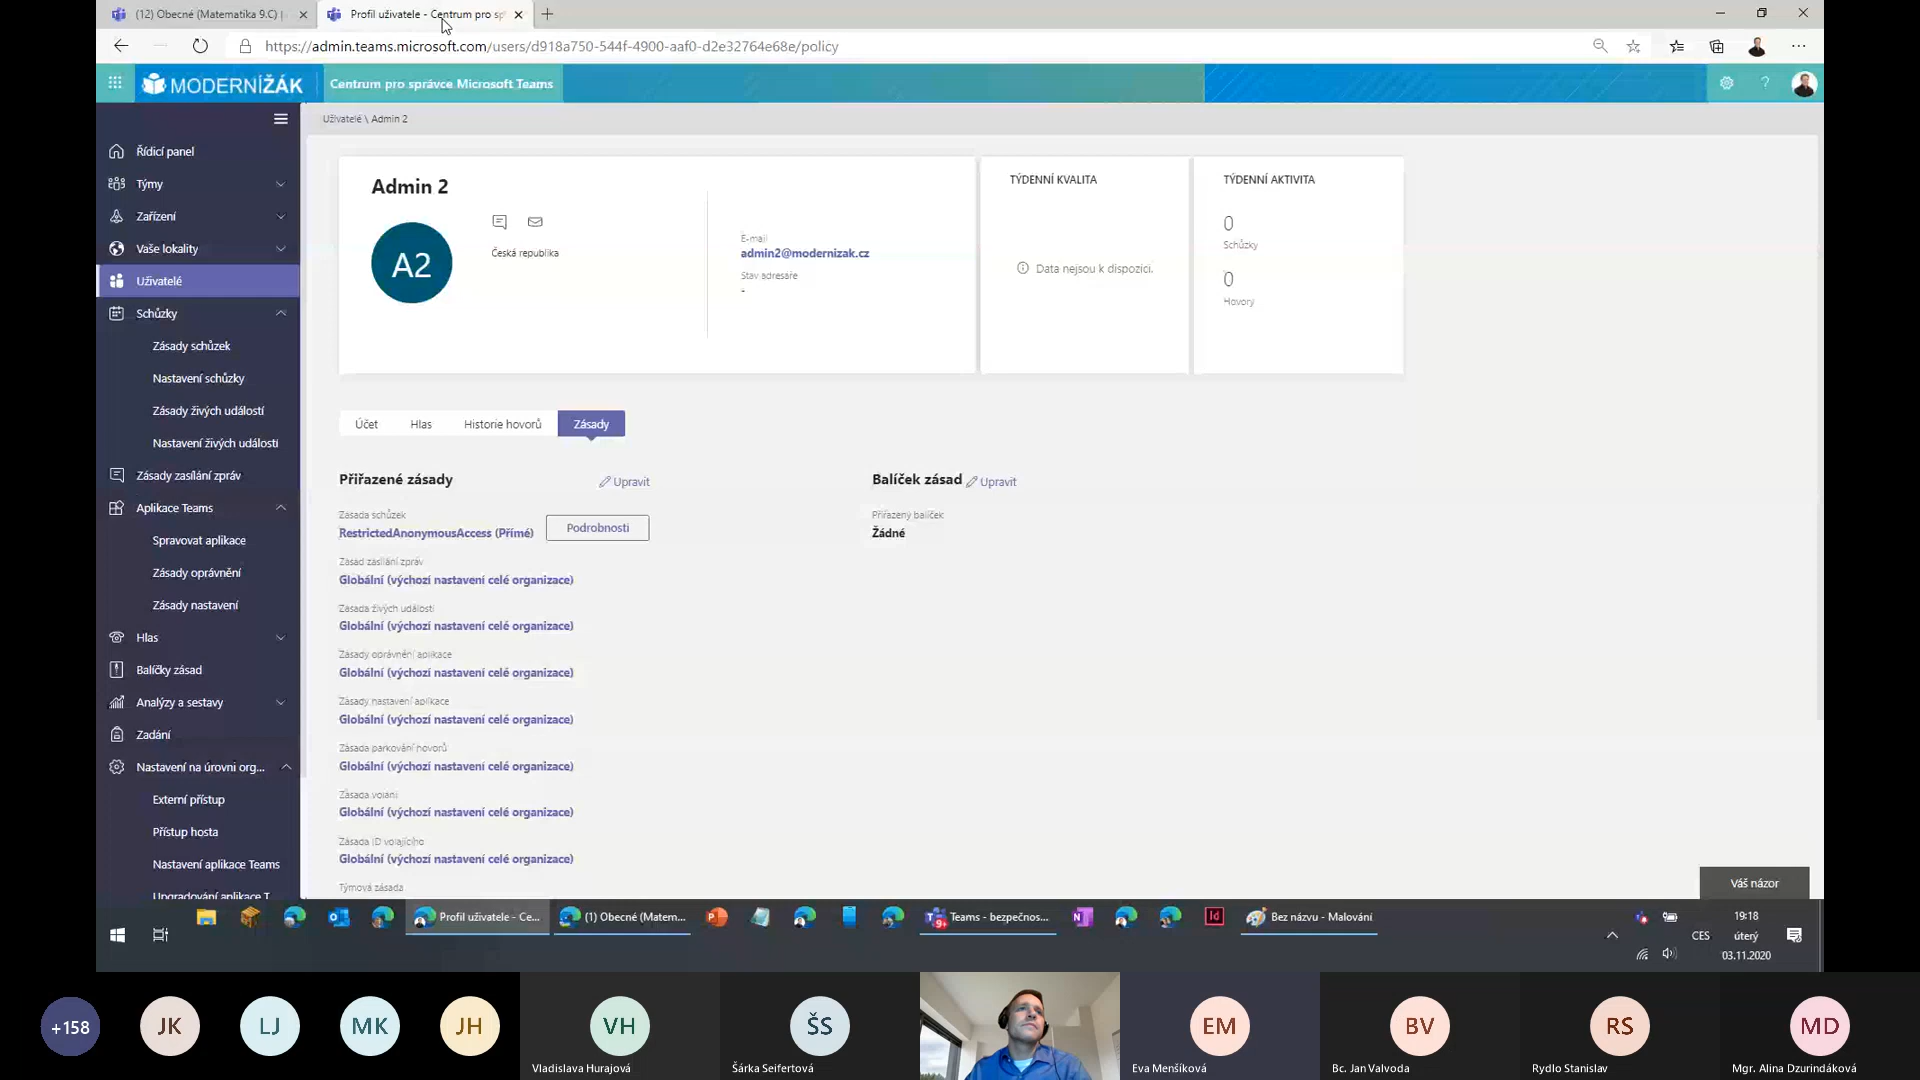 (12) Obecné (Matematika 9.C) |
Profil uživatele - Centrum pro sp
https://admin.teams.microsoft.com/users/d918a750-544f-4900-aaf0-d2e32764e68e/policy
MODERNÍŽÁK
Centrum pro správce Microsoft Teams
Uživatelé \ Admin 2
Řídicí panel
Týmy
Zařízení
Vaše lokality
Uživatelé
Schůzky
Zásady schůzek
Nastavení schůzky
Zásady živých událostí
Nastavení živých událostí
Zásady zasílání zpráv
Aplikace Teams
Spravovat aplikace
Zásady oprávnění
Zásady nastavení
Hlas
Balíčky zásad
Analýzy a sestavy
Zadání
Nastavení na úrovni org...
Externí přístup
Přístup hosta
Nastavení aplikace Teams
Upgradování aplikace T
Admin 2
A2
Česká republika
E-mail
admin2@modernizak.cz
Stav adresáře
-
TÝDENNÍ KVALITA
Data nejsou k dispozici.
TÝDENNÍ AKTIVITA
0
Schůzky
0
Hovory
Účet
Hlas
Historie hovorů
Zásady
Přiřazené zásady
Upravit
Zásada schůzek
RestrictedAnonymousAccess (Přímé)
Podrobnosti
Zásad zasílání zpráv
Globální (výchozí nastavení celé organizace)
Zásada živých událostí
Globální (výchozí nastavení celé organizace)
Zásady oprávnění aplikace
Globální (výchozí nastavení celé organizace)
Zásady nastavení aplikace
Globální (výchozí nastavení celé organizace)
Zásada parkování hovorů
Globální (výchozí nastavení celé organizace)
Zásada volání
Globální (výchozí nastavení celé organizace)
Zásada ID volajícího
Globální (výchozí nastavení celé organizace)
Týmová zásada
Balíček zásad
Upravit
Přiřazený balíček
Žádné
Váš názor
Profil uživatele - Ce...
(1) Obecné (Matem...
9+
Teams - bezpečnos...
Id
Bez názvu - Malování
CES
19:18
úterý
03.11.2020
+158
JK
LJ
MK
JH
VH
Vladislava Hurajová
ŠS
Šárka Seifertová
EM
Eva Menšíková
BV
Bc. Jan Valvoda
RS
Rydlo Stanislav
MD
Mgr. Alina Dzurindáková